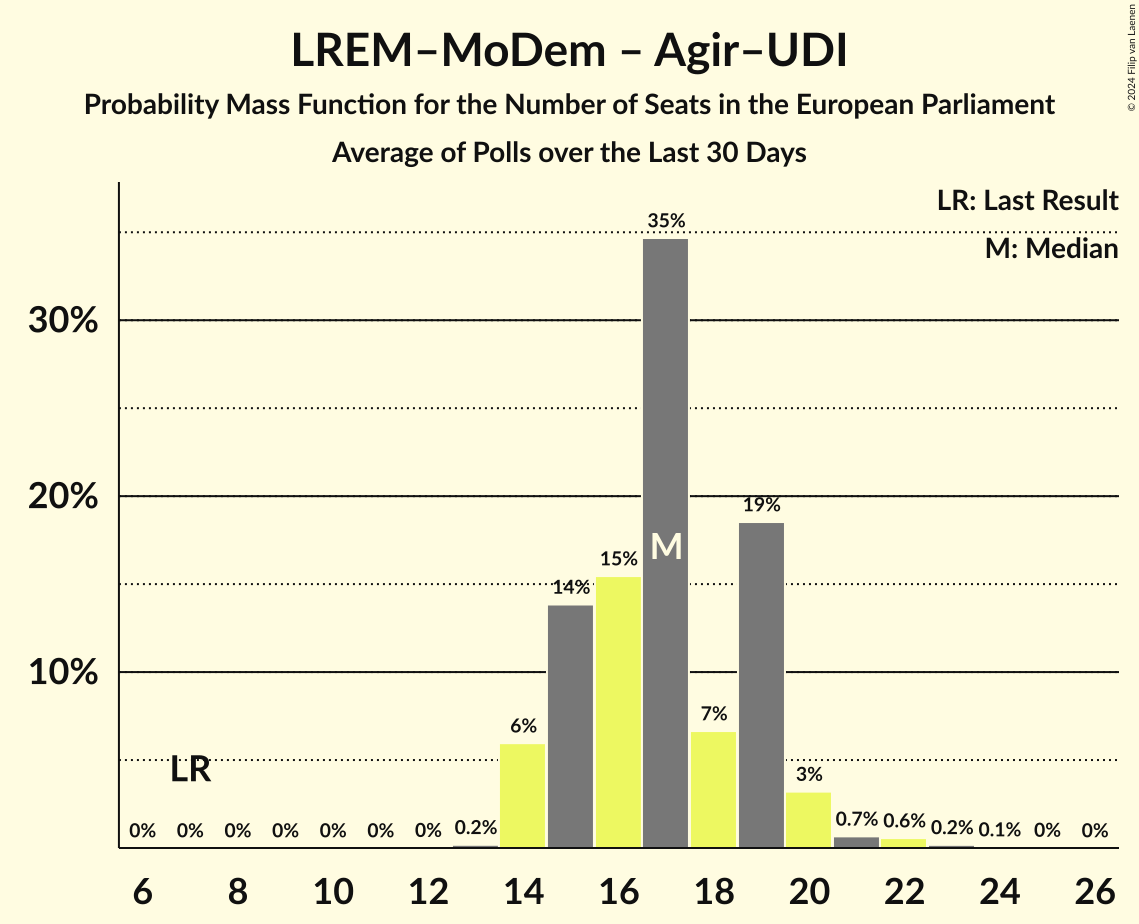 LREM–MoDem – Agir–UDI
Probability Mass Function for the Number of Seats in the European Parliament
Average of Polls over the Last 30 Days
© 2024 Filip van Laenen
LR: Last Result
M: Median
35%
30%
20%
19%
M
15%
14%
10%
7%
6%
LR
3%
0% 0% 0% 0% 0% 0% 0% 0.2% 0.7% 0.6% 0.2% 0.1% 0% 0%
6 8 10 12 14 16 18 20 22 24 26